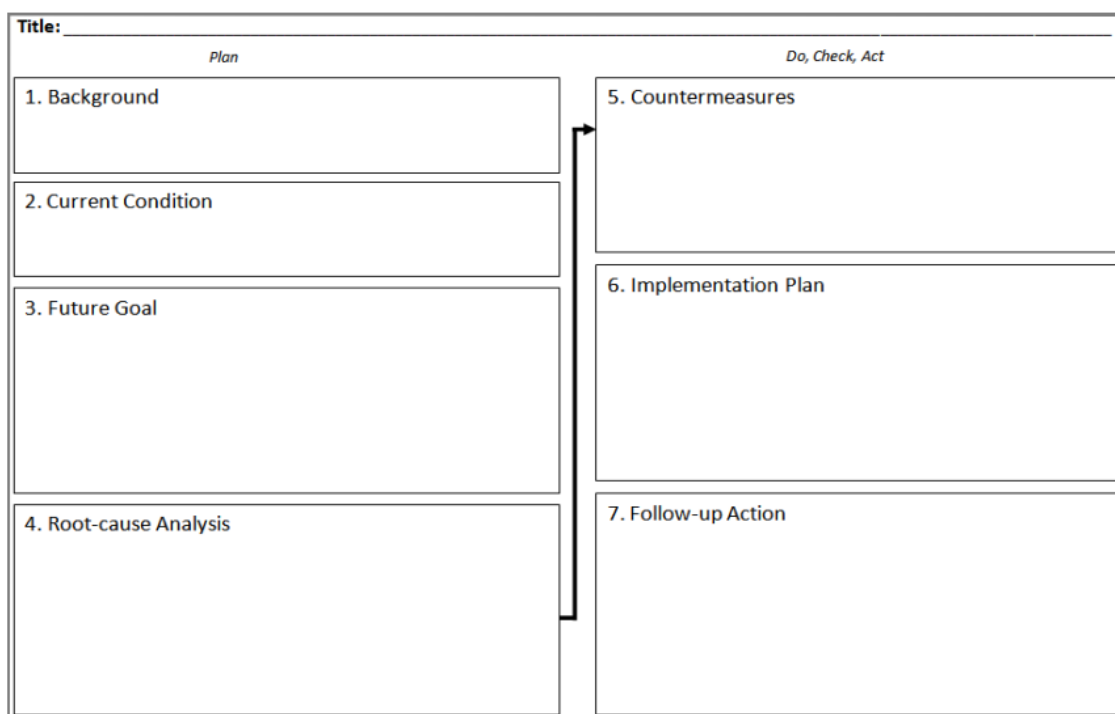 Title:
Plan
1. Background
2. Current Condition
3. Future Goal
4. Root-cause Analysis
Do, Check, Act
5. Countermeasures
6. Implementation Plan
7. Follow-up Action